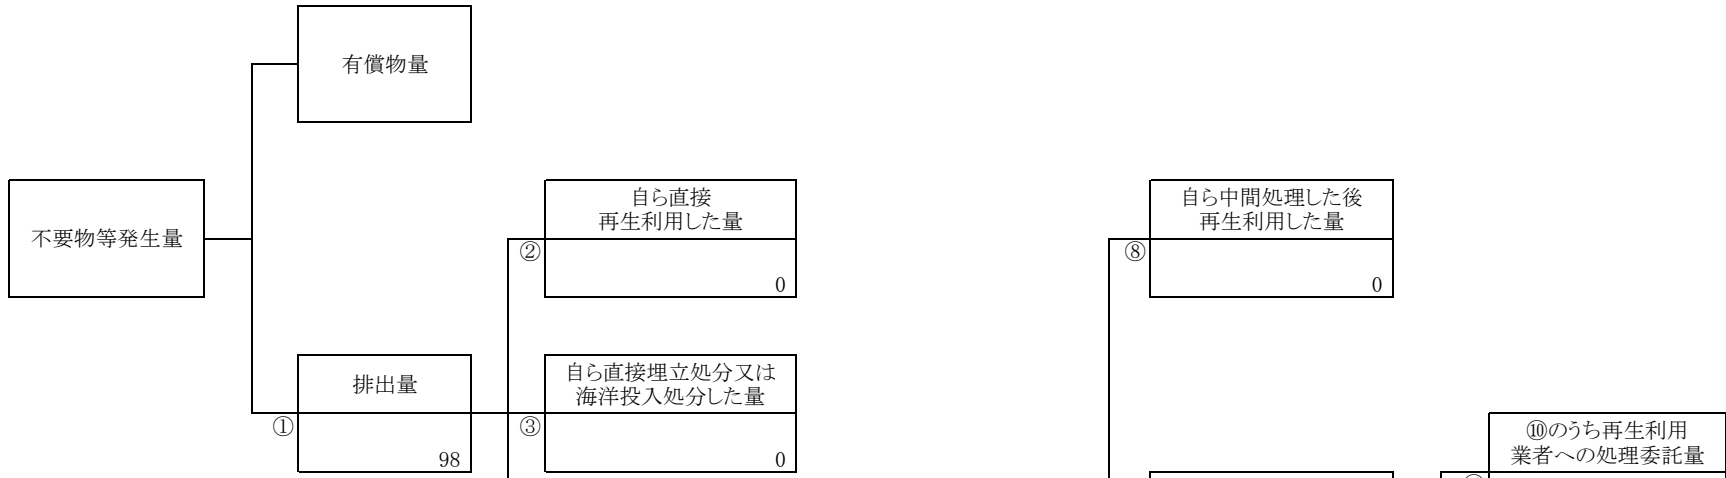 有償物量
不要物等発生量
自ら直接
再生利用した量
②
0
自ら中間処理した後
再生利用した量
⑧
0
排出量
①
98
自ら直接埋立処分又は
海洋投入処分した量
③
0
⑩のうち再生利用
業者への処理委託量